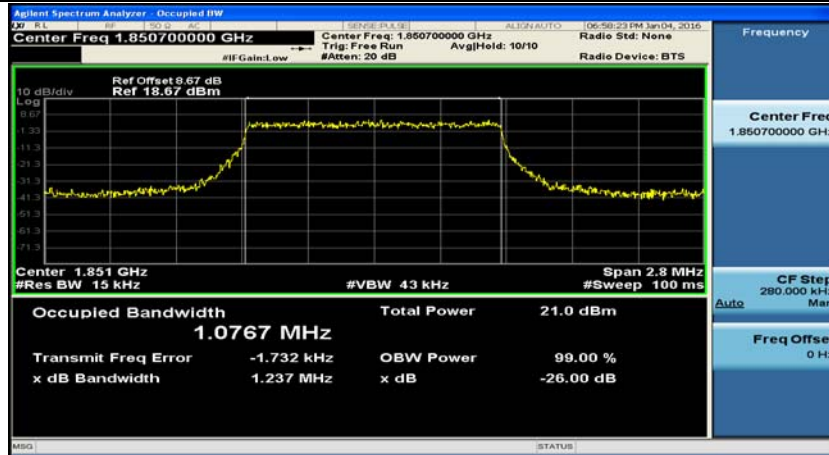 Agilent Spectrum Analyzer - Occupied BW
RL RF 50 Ω AC SENSE:PULSE ALIGN AUTO 06:58:23 PM Jan 04, 2016
Center Freq 1.850700000 GHz Center Freq: 1.850700000 GHz Radio Std: None Frequency
Trig: Free Run Avg|Hold: 10/10
#IFGain:Low #Atten: 20 dB Radio Device: BTS
Ref Offset 8.67 dB
10 dB/div Ref 18.67 dBm
Log
8.67
-1.33
-11.3
-21.3
-31.3
-41.3
-51.3
-61.3
-71.3
Center Freq
1.850700000 GHz
Center 1.851 GHz Span 2.8 MHz
#Res BW 15 kHz #VBW 43 kHz #Sweep 100 ms
CF Step
280.000 kHz
Auto Man
Occupied Bandwidth Total Power 21.0 dBm
1.0767 MHz
Transmit Freq Error -1.732 kHz OBW Power 99.00 %
x dB Bandwidth 1.237 MHz x dB -26.00 dB
Freq Offset
0 Hz
MSG STATUS